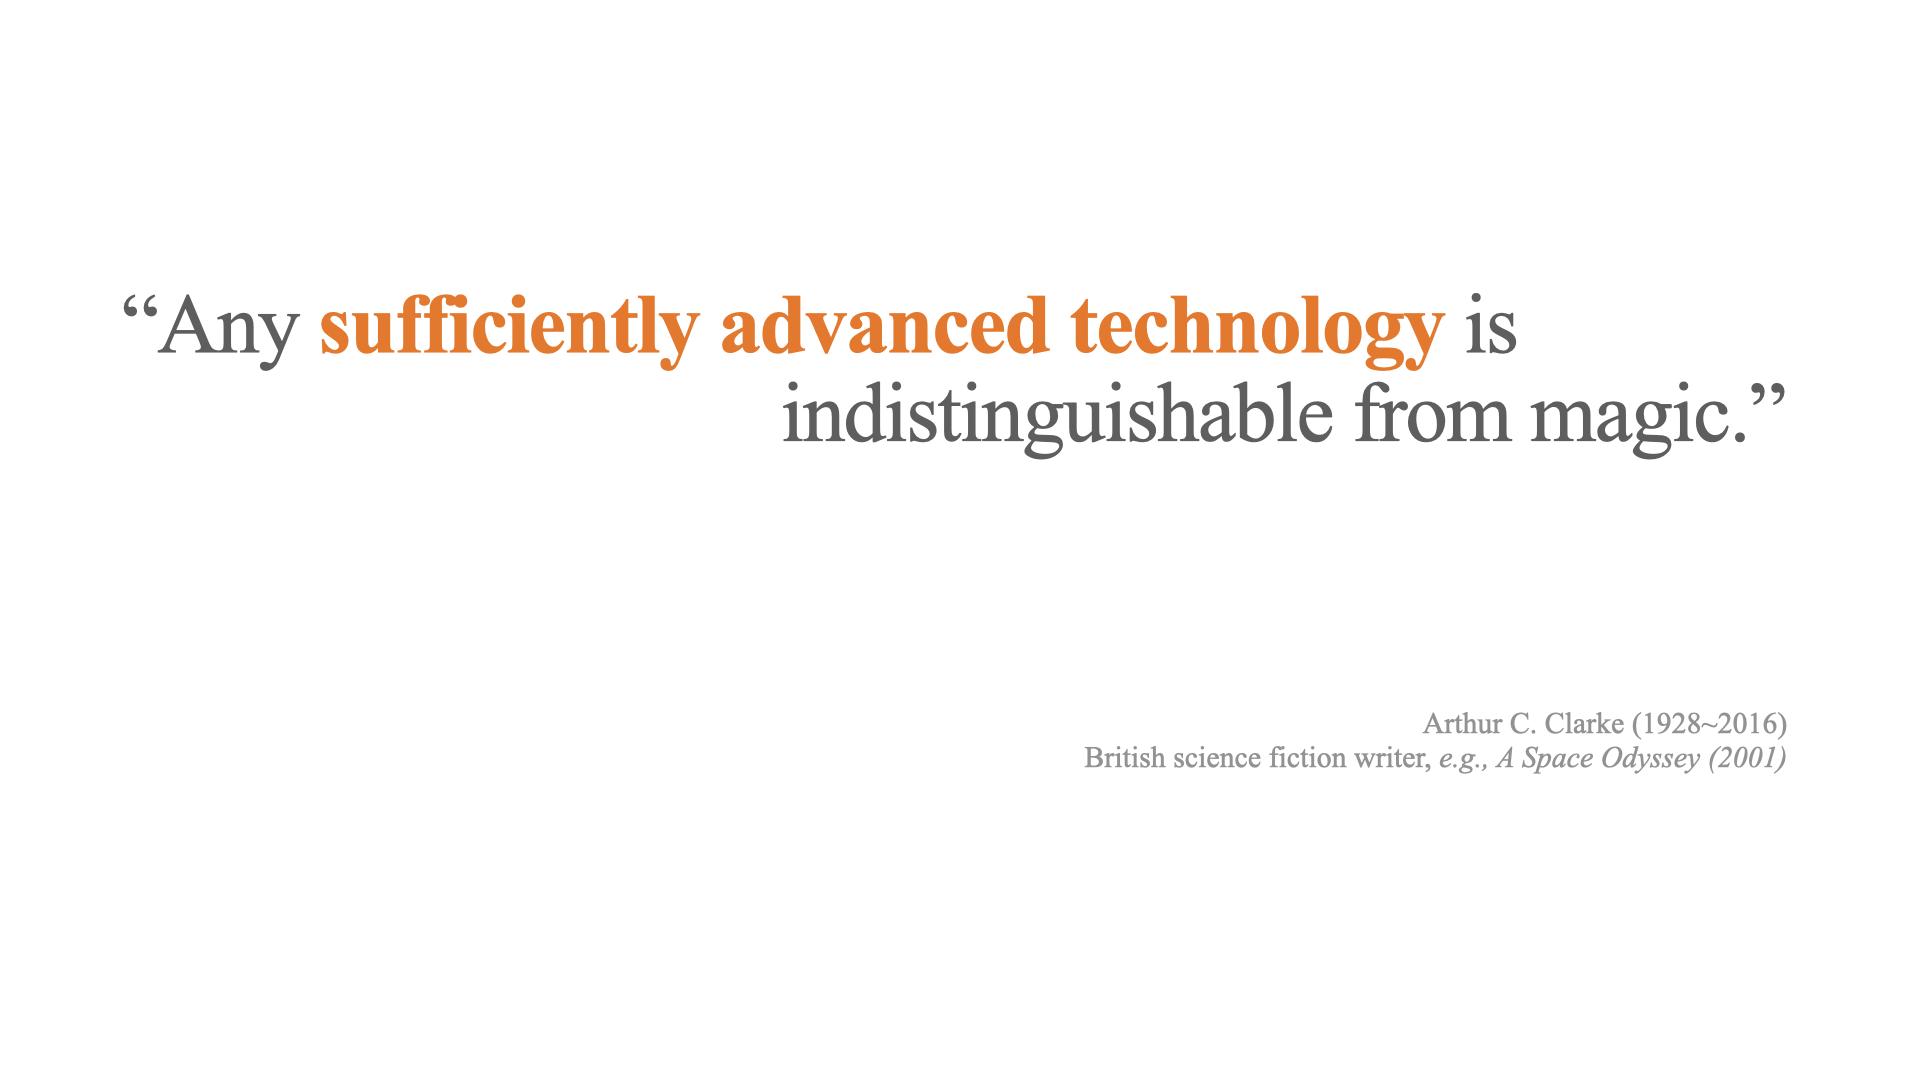 “Any sufficiently advanced technology is
indistinguishable from magic.”
Arthur C. Clarke (1928~2016)
British science fiction writer, e.g., A Space Odyssey (2001)